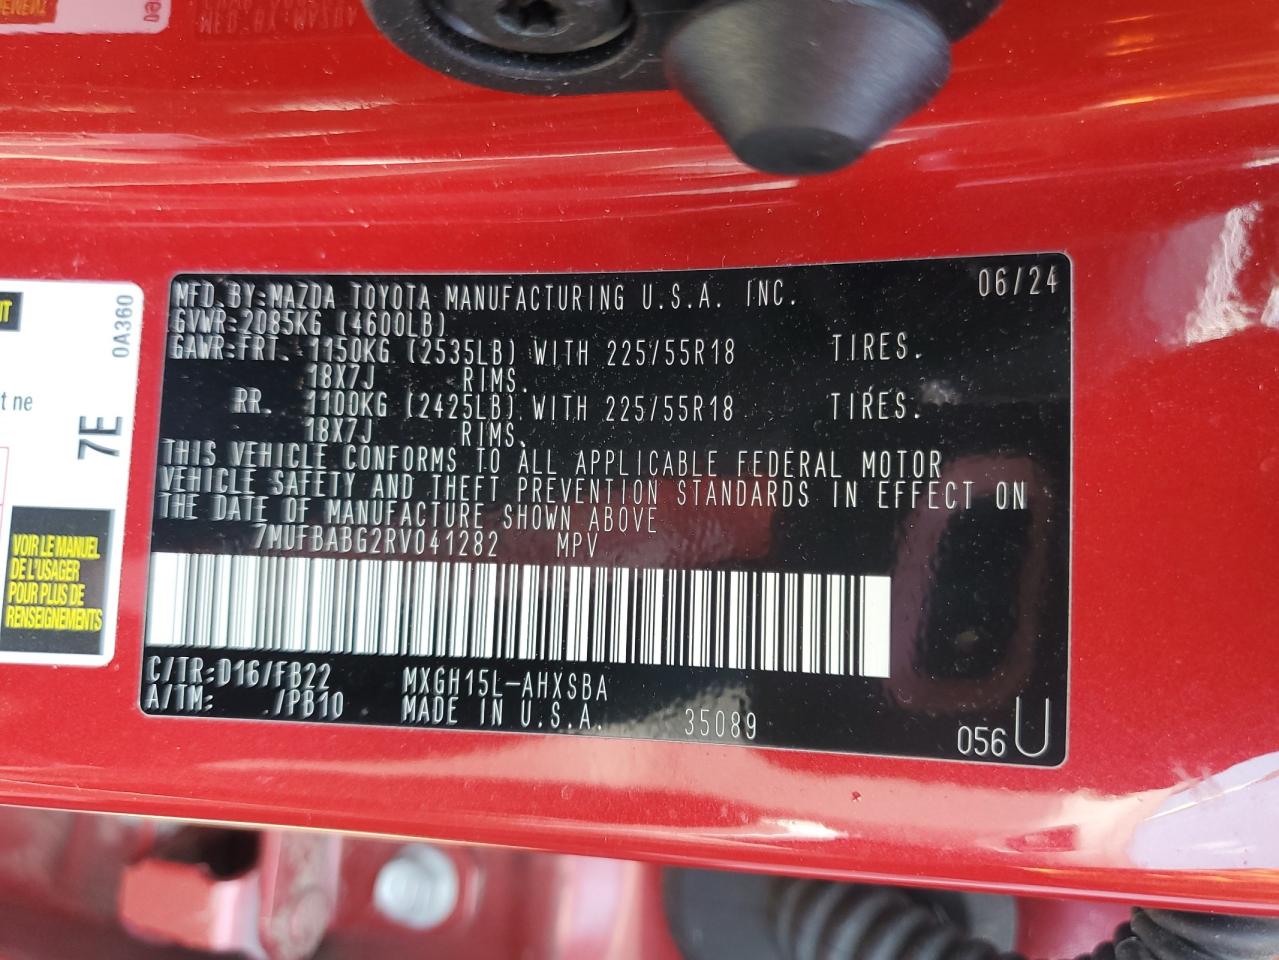 MFD.BY:MAZDA TOYOTA MANUFACTURING U.S.A. INC. 06/24
GVWR:2085KG (4600LB)
GAWR:FRT. 1150KG (2535LB) WITH 225/55R18 TIRES.
18X7J RIMS.
RR. 1100KG (2425LB) WITH 225/55R18 TIRES.
18X7J RIMS.
THIS VEHICLE CONFORMS TO ALL APPLICABLE FEDERAL MOTOR
VEHICLE SAFETY AND THEFT PREVENTION STANDARDS IN EFFECT ON
THE DATE OF MANUFACTURE SHOWN ABOVE
7MUFBABG2RV041282 MPV
C/TR:D16/FB22 MXGH15L-AHXSBA
A/TM: /PB10 MADE IN U.S.A. 35089
056 U
0A360
7E
t ne
VOIR LE MANUEL
DE L'USAGER
POUR PLUS DE
RENSEIGNEMENTS